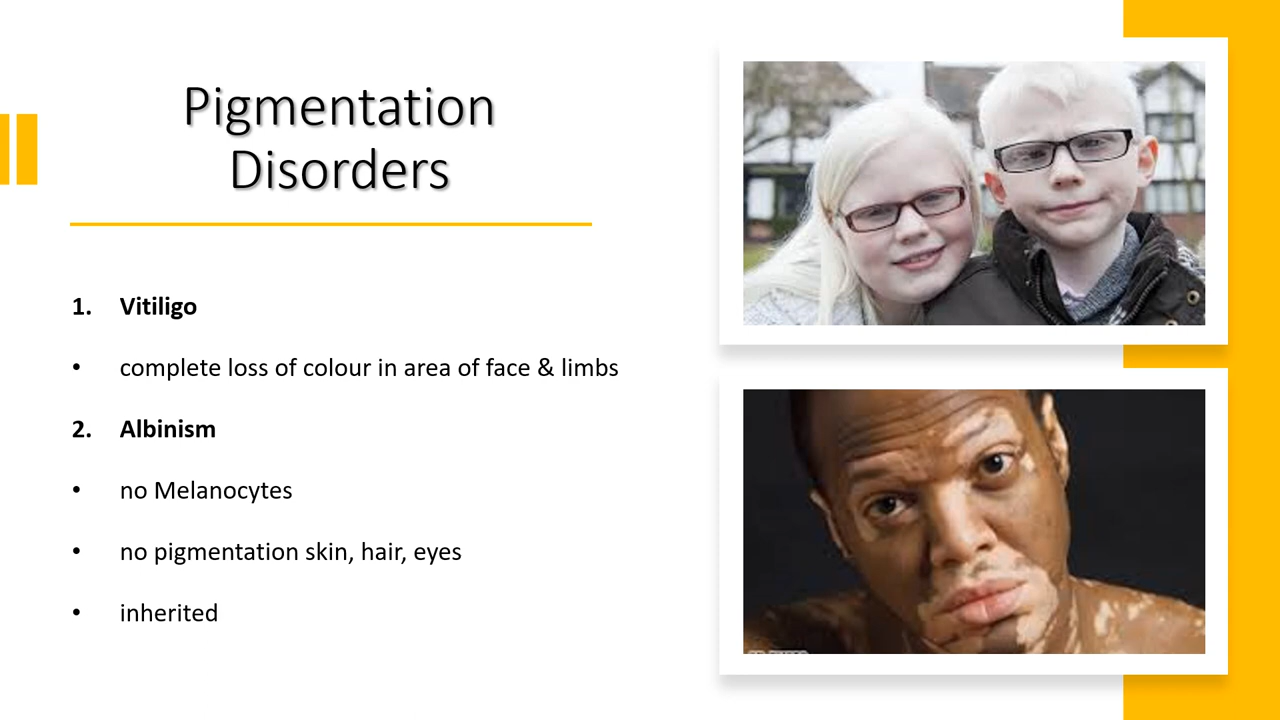 Pigmentation
Disorders
1. Vitiligo
• complete loss of colour in area of face & limbs
2. Albinism
• no Melanocytes
• no pigmentation skin, hair, eyes
• inherited